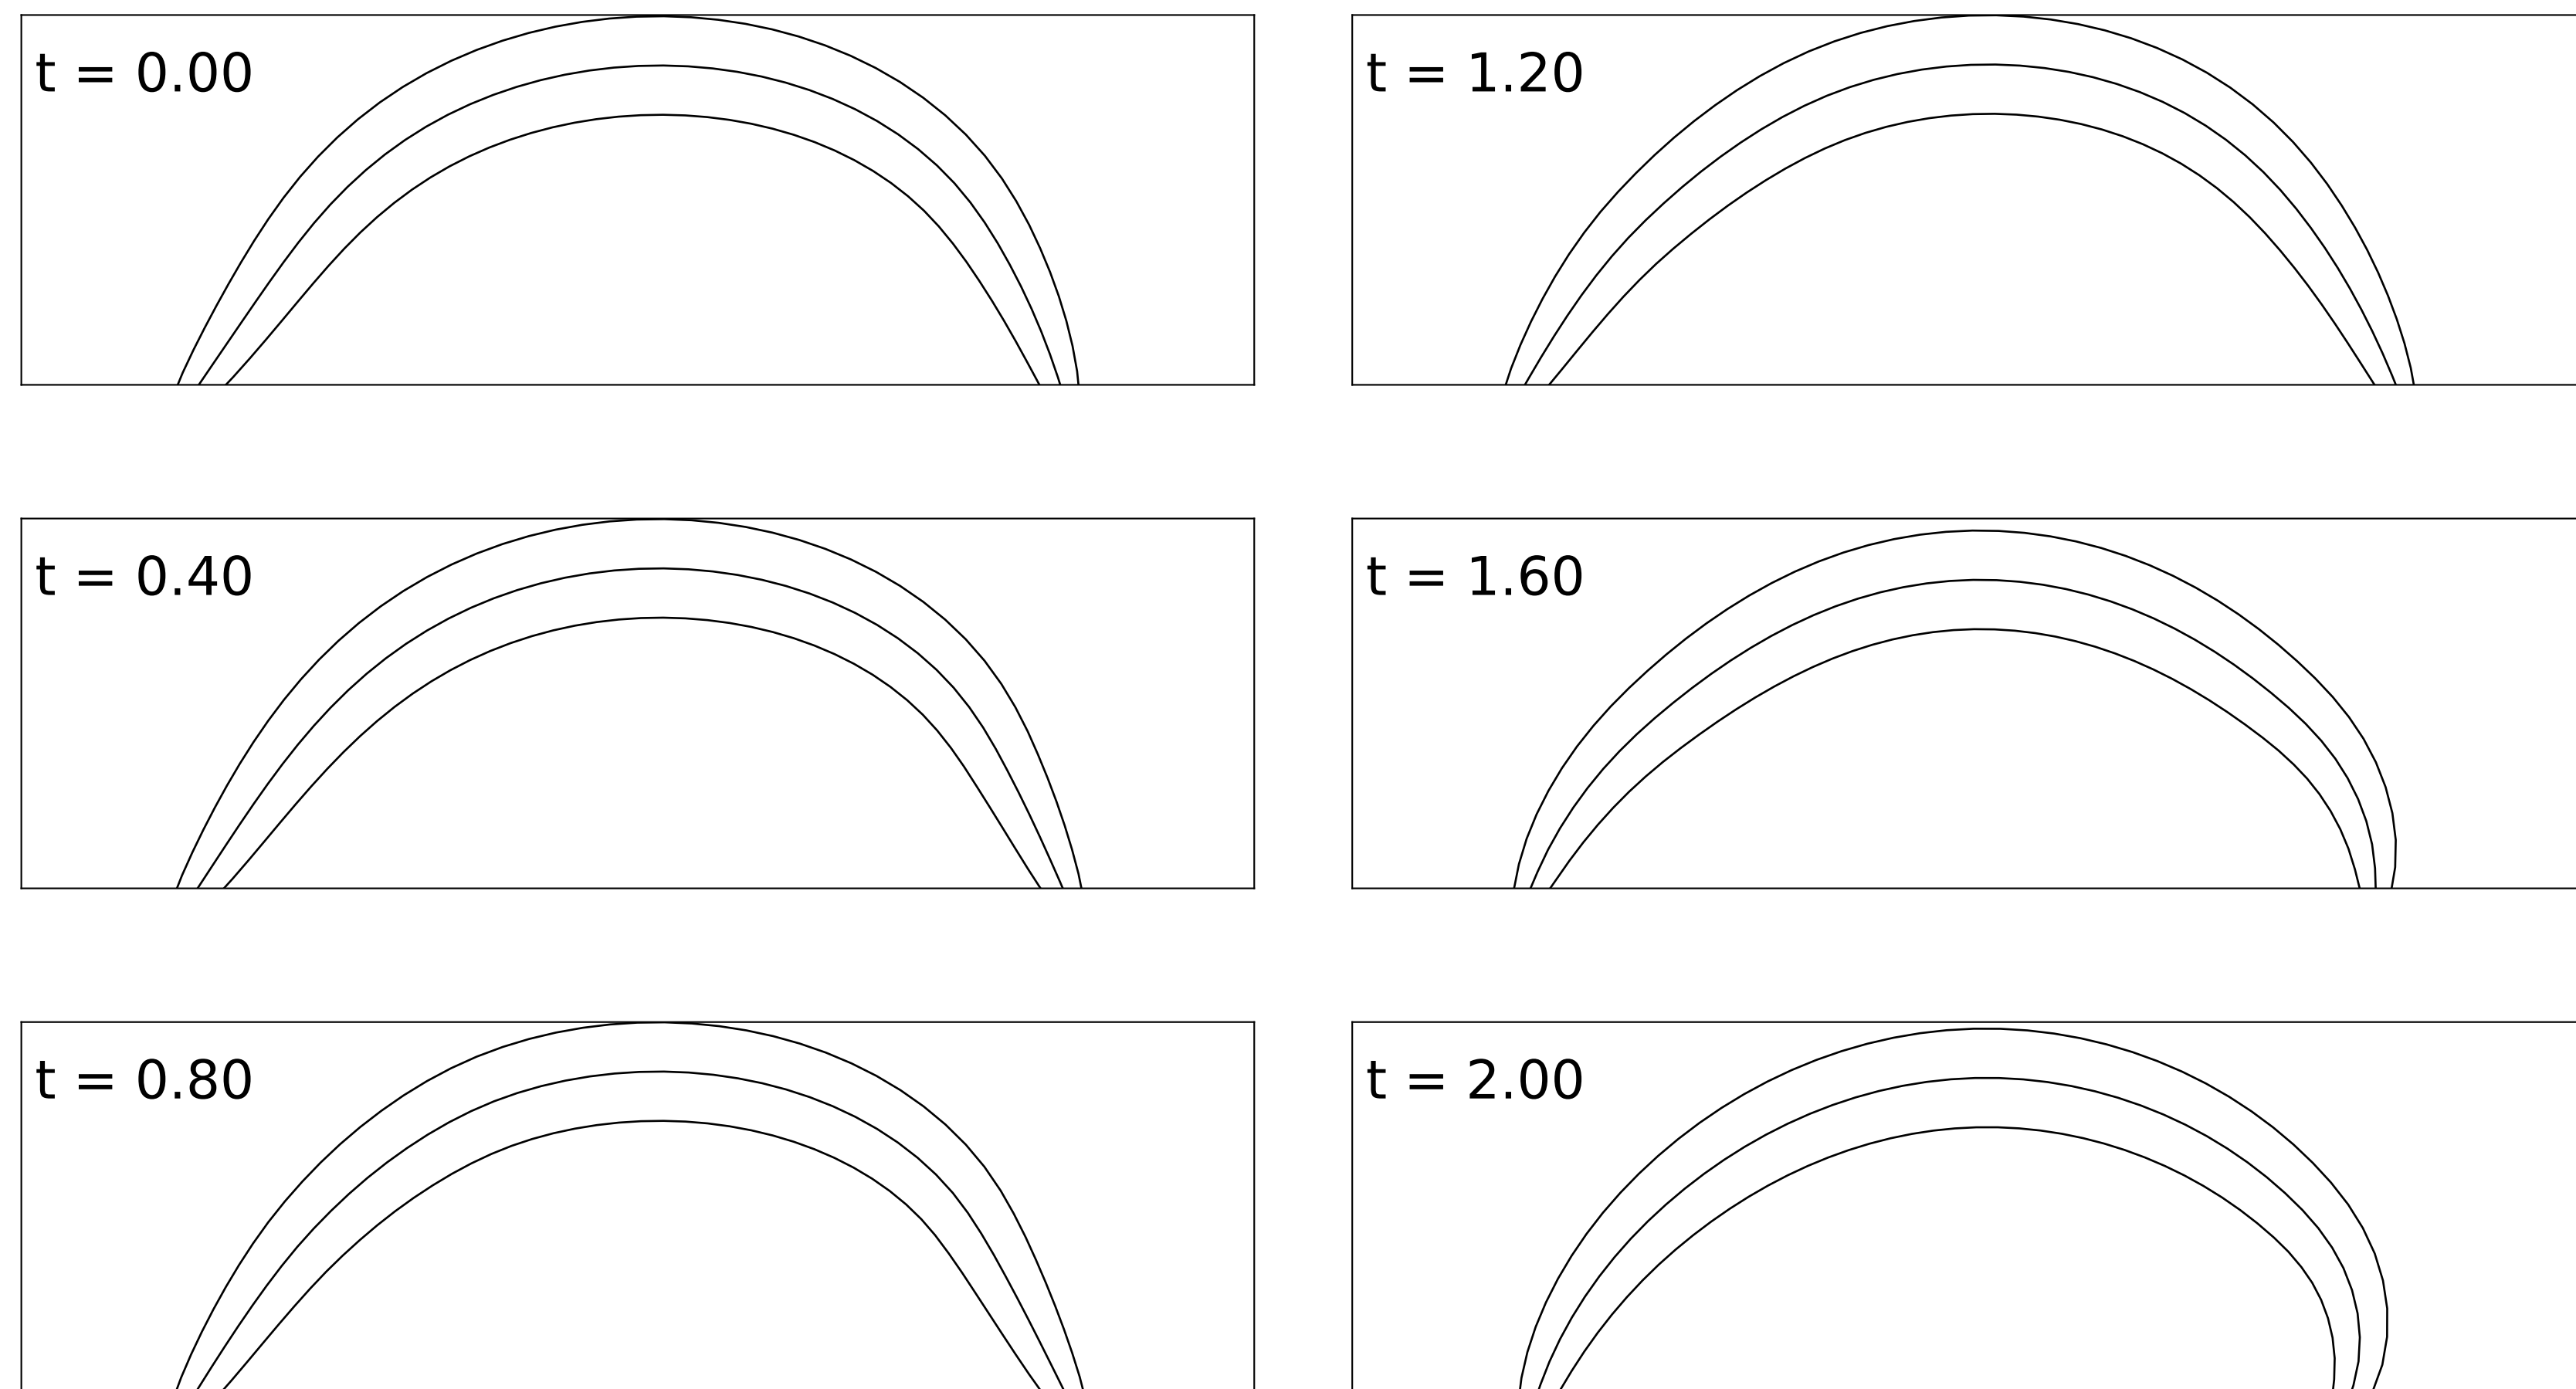 t = 0.00
t = 1.20
t = 0.40
t = 1.60
t = 0.80
t = 2.00